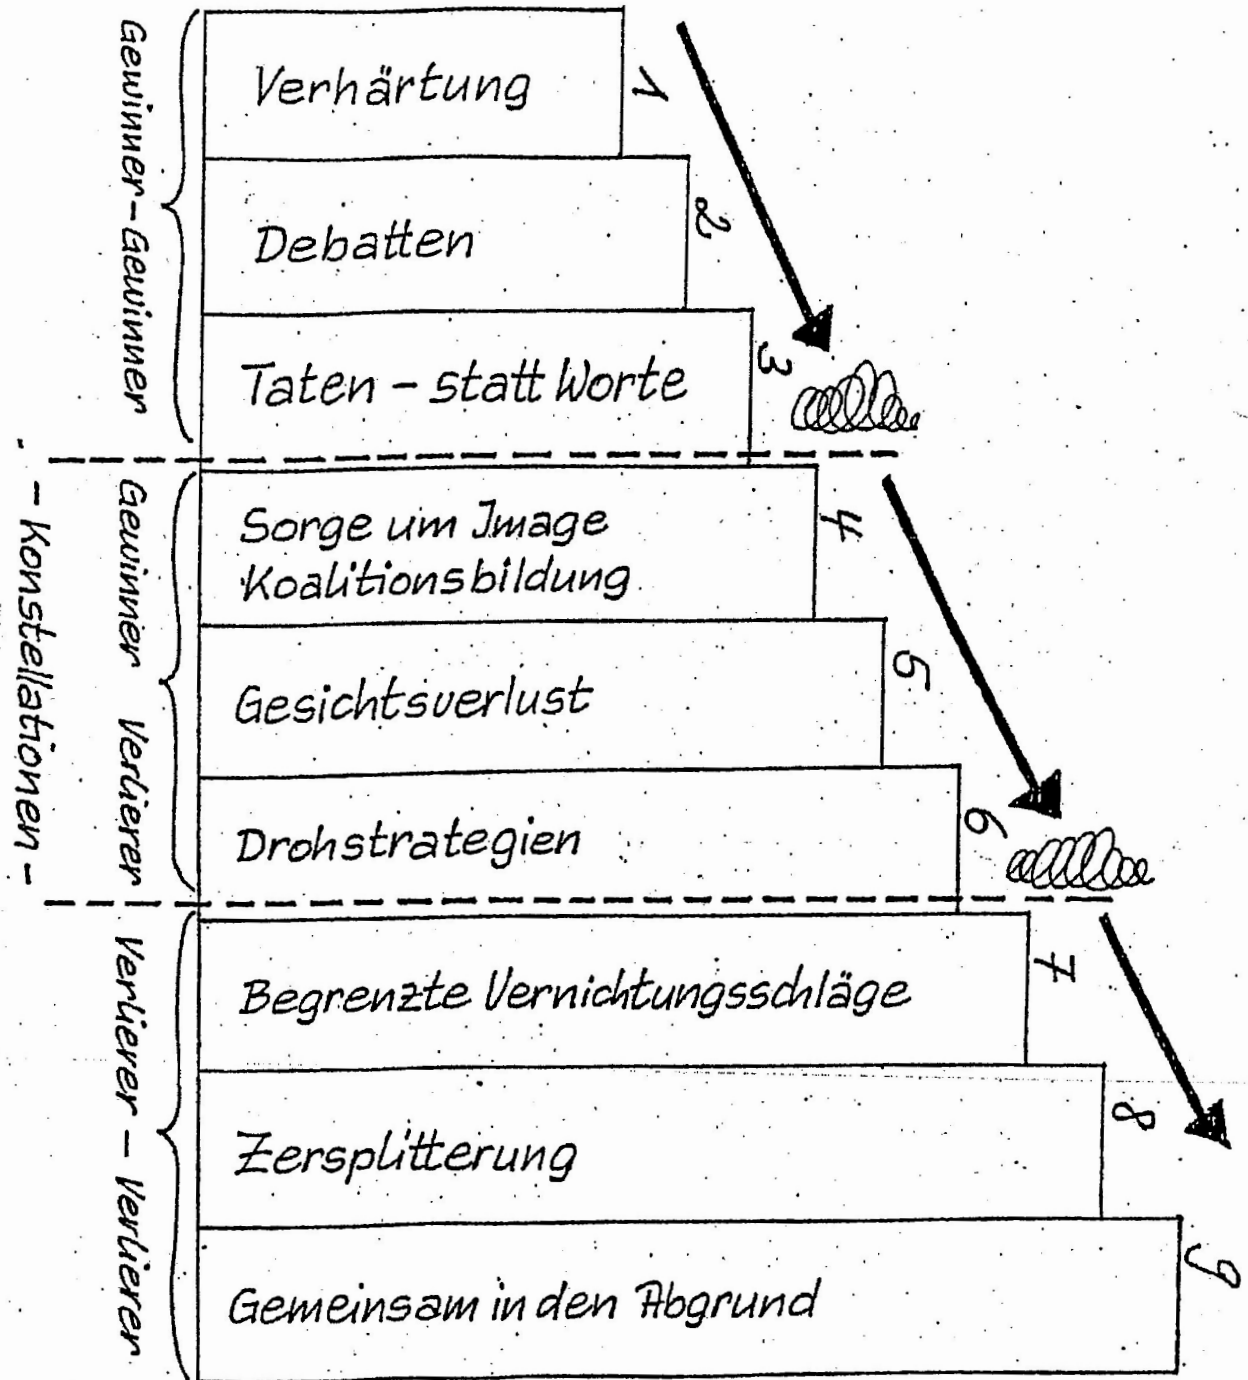 Verhärtung
1
Debatten
2
Taten – statt Worte
3
Sorge um Image
Koalitionsbildung
4
Gesichtsverlust
5
Drohstrategien
6
Begrenzte Vernichtungsschläge
7
Zersplitterung
8
Gemeinsam in den Abgrund
9
Gewinner–Gewinner
Gewinner Verlierer
Verlierer – Verlierer
– Konstellationen –